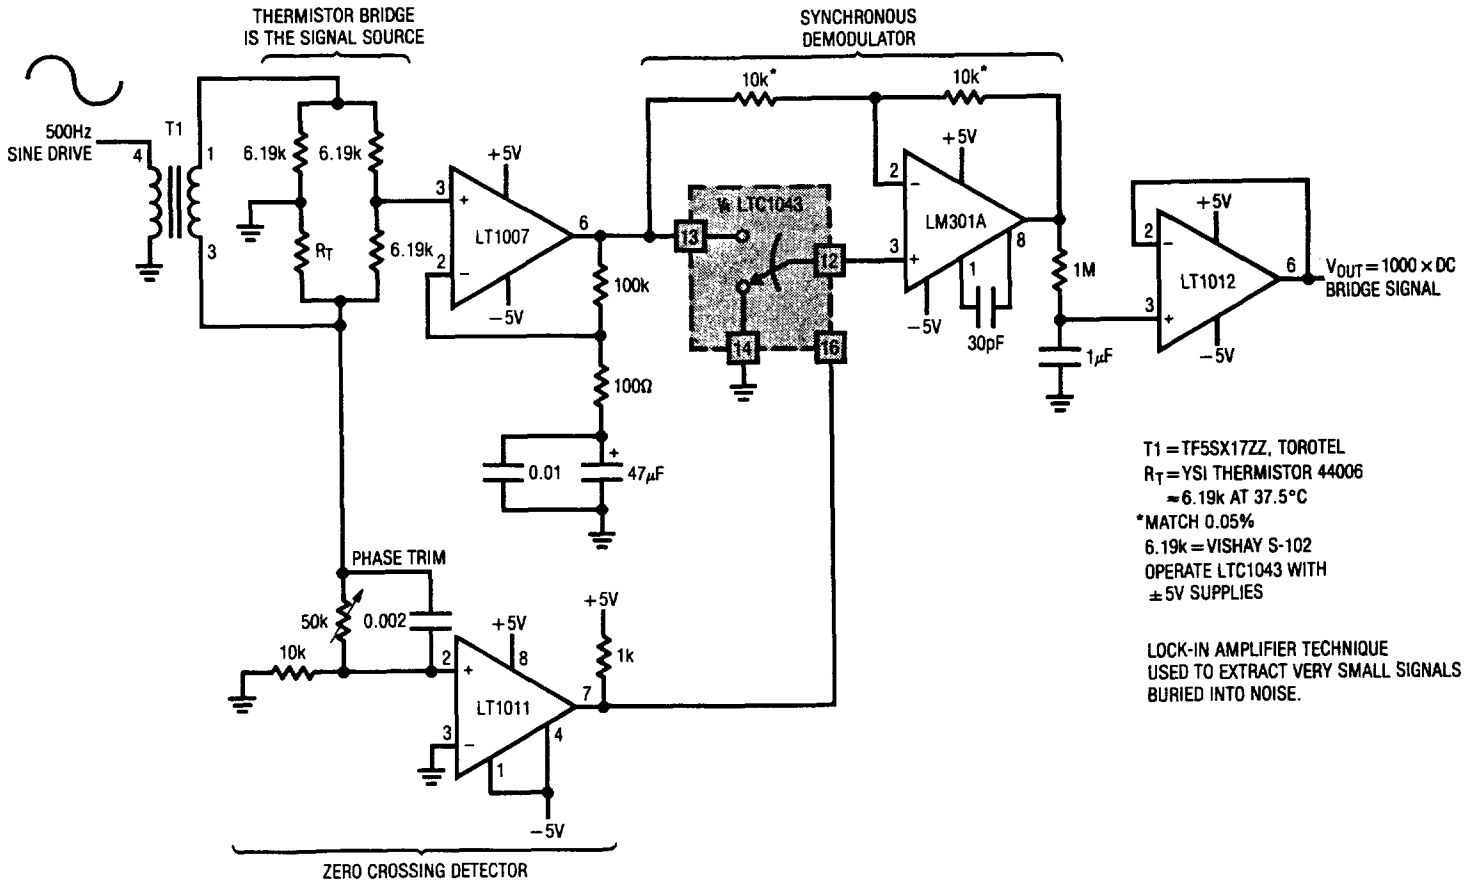 THERMISTOR BRIDGE
IS THE SIGNAL SOURCE
SYNCHRONOUS
DEMODULATOR
10k*
10k*
500Hz
SINE DRIVE
T1
4
1
3
6.19k
6.19k
RT
6.19k
+5V
3
+
LT1007
6
2
−
−5V
100k
100Ω
0.01
+
47μF
¼ LTC1043
13
12
14
16
+5V
2
−
LM301A
3
+
1
8
−5V
30pF
1M
1μF
+5V
2
−
LT1012
6
3
+
−5V
VOUT=1000×DC
BRIDGE SIGNAL
T1=TF5SX17ZZ, TOROTEL
RT=YSI THERMISTOR 44006
≈6.19k AT 37.5°C
*MATCH 0.05%
6.19k=VISHAY S-102
OPERATE LTC1043 WITH
±5V SUPPLIES
LOCK-IN AMPLIFIER TECHNIQUE
USED TO EXTRACT VERY SMALL SIGNALS
BURIED INTO NOISE.
PHASE TRIM
50k
0.002
10k
+5V
8
2
+
LT1011
7
3
−
1
4
−5V
+5V
1k
ZERO CROSSING DETECTOR